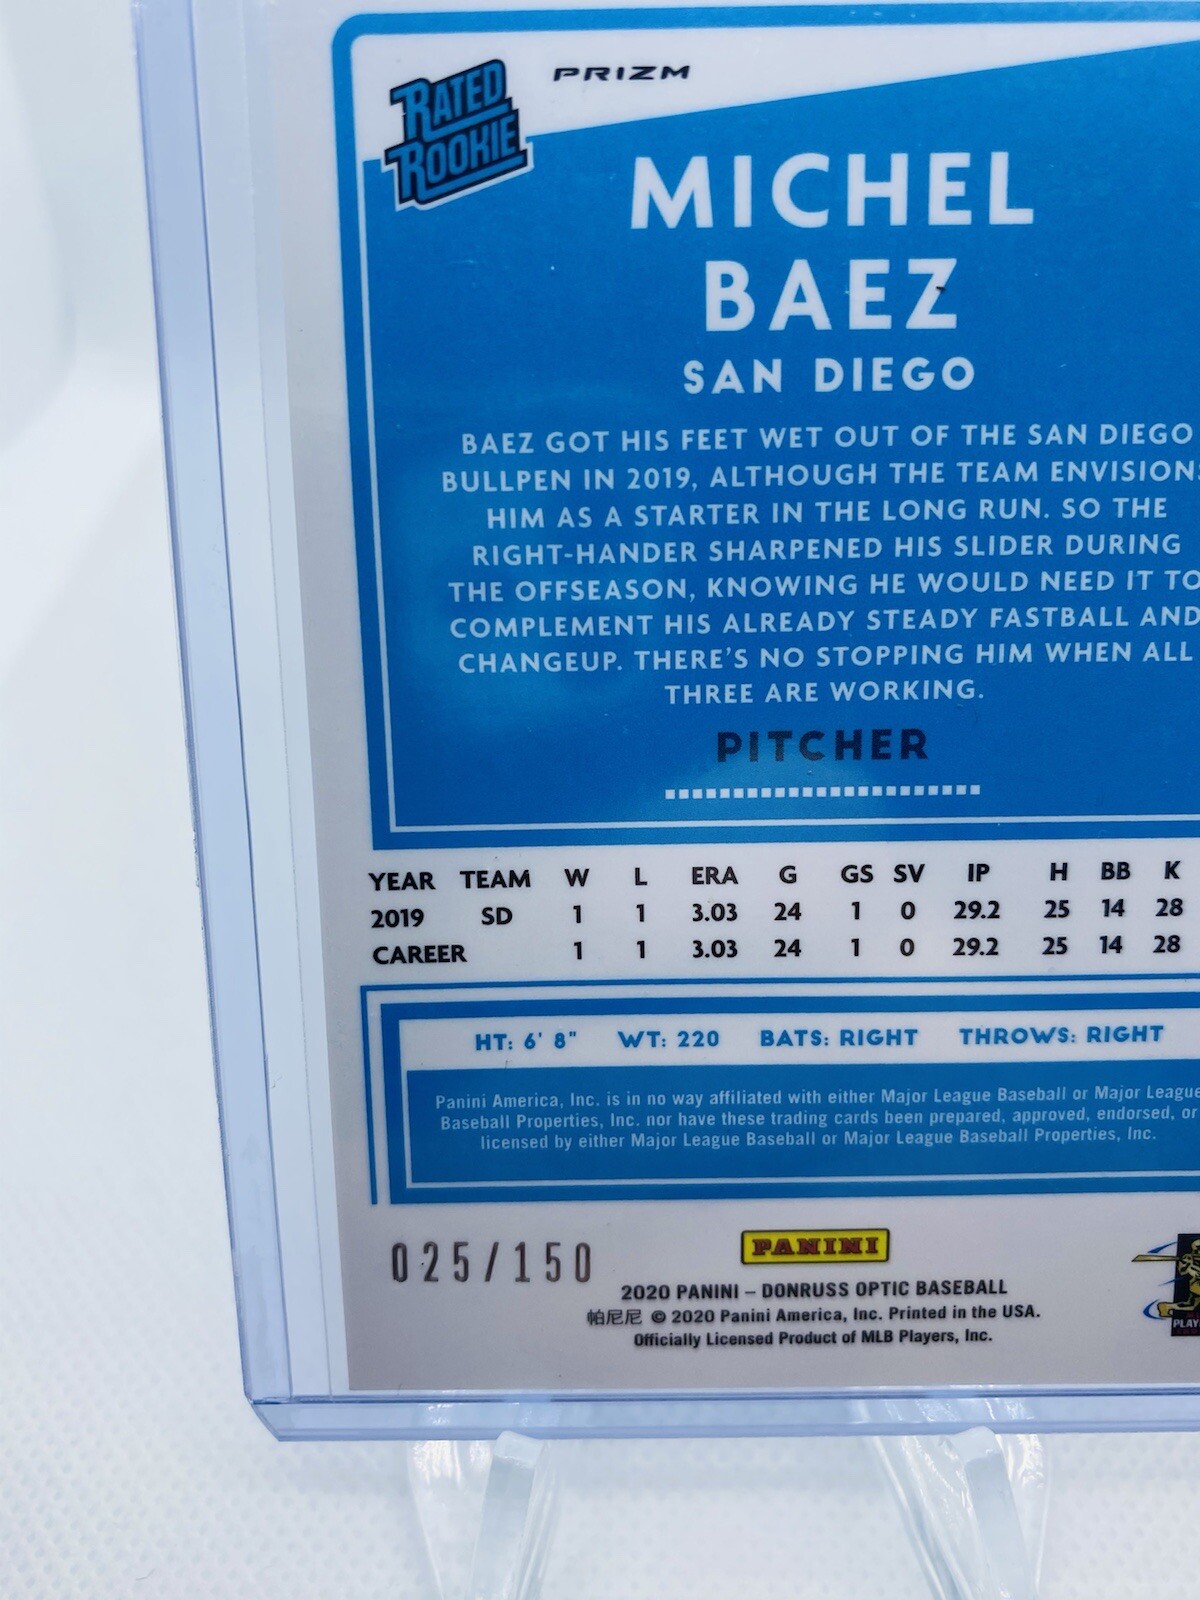 RATED
ROOKIE
PRIZM
MICHEL
BAEZ
SAN DIEGO
BAEZ GOT HIS FEET WET OUT OF THE SAN DIEGO
BULLPEN IN 2019, ALTHOUGH THE TEAM ENVISIONS
HIM AS A STARTER IN THE LONG RUN. SO THE
RIGHT-HANDER SHARPENED HIS SLIDER DURING
THE OFFSEASON, KNOWING HE WOULD NEED IT TO
COMPLEMENT HIS ALREADY STEADY FASTBALL AND
CHANGEUP. THERE'S NO STOPPING HIM WHEN ALL
THREE ARE WORKING.
PITCHER
YEAR TEAM W L ERA G GS SV IP H BB K
2019 SD 1 1 3.03 24 1 0 29.2 25 14 28
CAREER 1 1 3.03 24 1 0 29.2 25 14 28
HT: 6' 8" WT: 220 BATS: RIGHT THROWS: RIGHT
Panini America, Inc. is in no way affiliated with either Major League Baseball or Major League
Baseball Properties, Inc. nor have these trading cards been prepared, approved, endorsed, or
licensed by either Major League Baseball or Major League Baseball Properties, Inc.
025/150
PANINI
2020 PANINI – DONRUSS OPTIC BASEBALL
帕尼尼 © 2020 Panini America, Inc. Printed in the USA.
Officially Licensed Product of MLB Players, Inc.